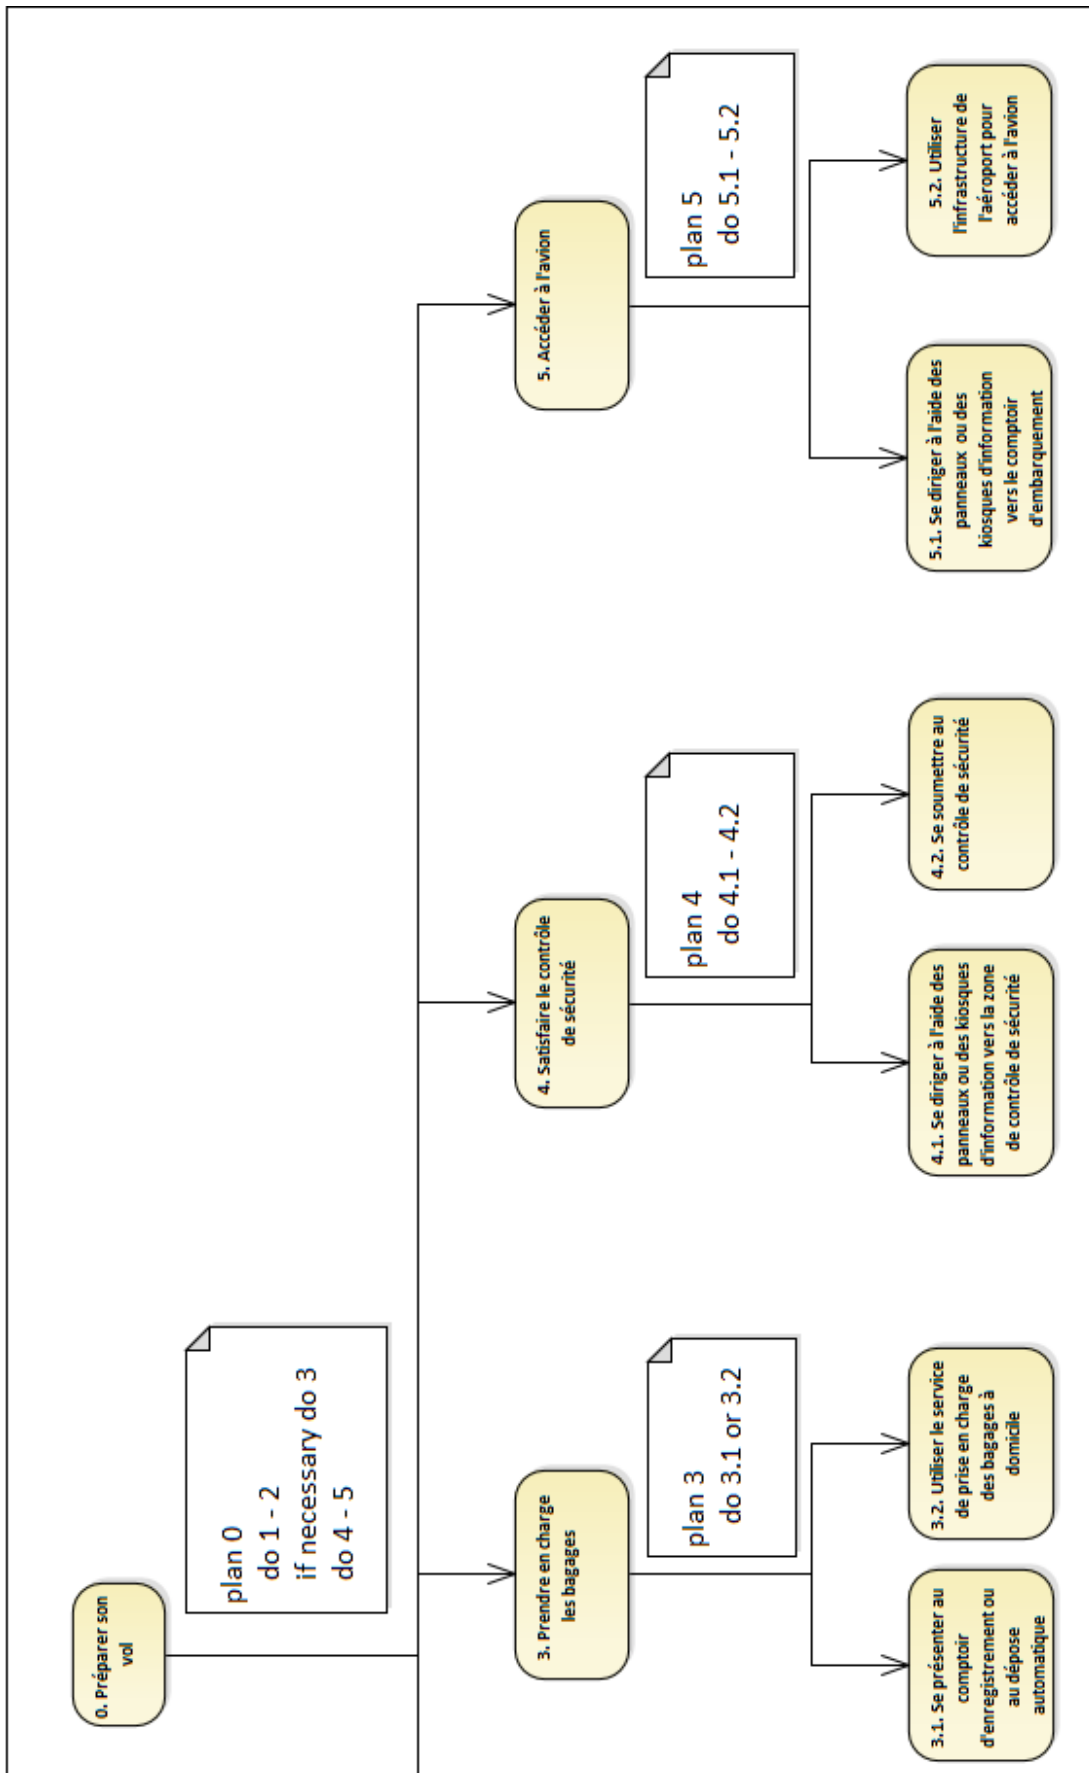 0. Préparer son
vol
plan 0
do 1 - 2
if necessary do 3
do 4 - 5
3. Prendre en charge
les bagages
4. Satisfaire le contrôle
de sécurité
5. Accéder à l'avion
plan 3
do 3.1 or 3.2
plan 4
do 4.1 - 4.2
plan 5
do 5.1 - 5.2
3.1. Se présenter au
comptoir
d'enregistrement ou
au dépose
automatique
3.2. Utiliser le service
de prise en charge
des bagages à
domicile
4.1. Se diriger à l'aide des
panneaux ou des kiosques
d'information vers la zone
de contrôle de sécurité
4.2. Se soumettre au
contrôle de sécurité
5.1. Se diriger à l'aide des
panneaux ou des
kiosques d'information
vers le comptoir
d'embarquement
5.2. Utiliser
l'infrastructure de
l'aéroport pour
accéder à l'avion